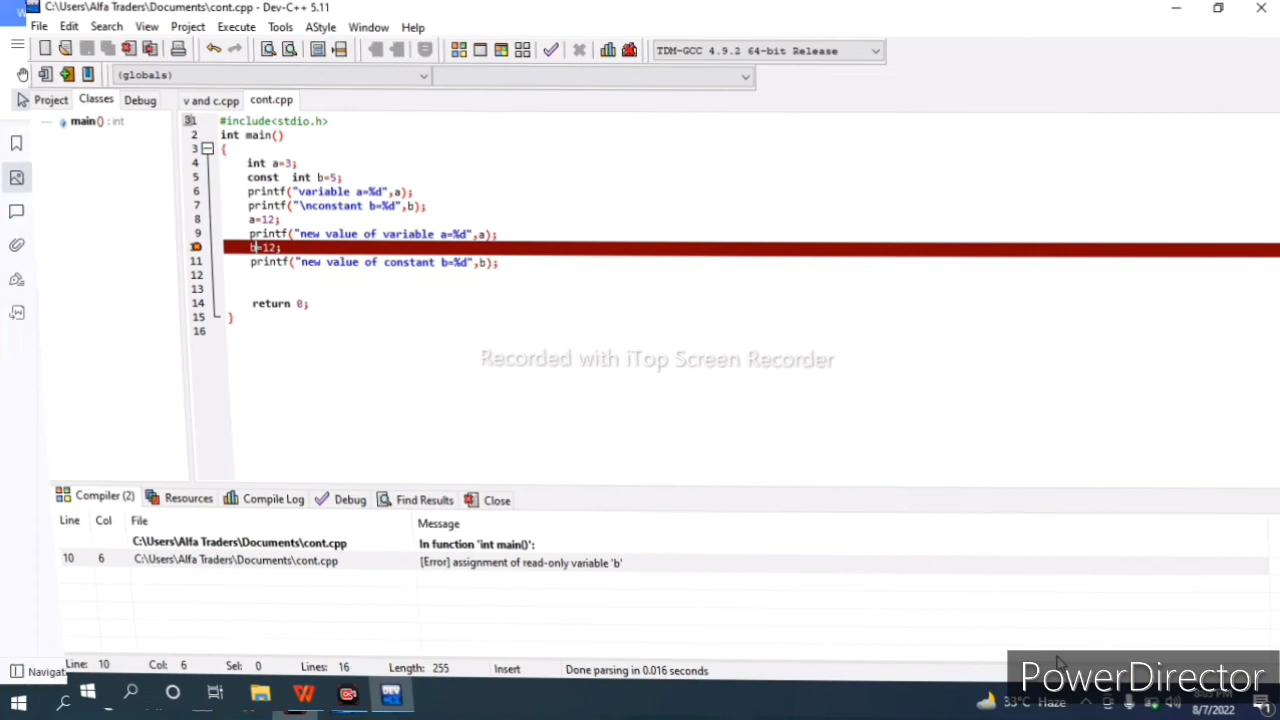 C:\Users\Alfa Traders\Documents\cont.cpp - Dev-C++ 5.11
File Edit Search View Project Execute Tools AStyle Window Help
TDM-GCC 4.9.2 64-bit Release
(globals)
Project Classes Debug v and c.cpp cont.cpp
main() : int
1 #include<stdio.h>
2 int main()
3 {
4 int a=3;
5 const int b=5;
6 printf("variable a=%d",a);
7 printf("\nconstant b=%d",b);
8 a=12;
9 printf("new value of variable a=%d",a);
b=12;
11 printf("new value of constant b=%d",b);
12
13
14 return 0;
15 }
16
Recorded with iTop Screen Recorder
Compiler (2) Resources Compile Log Debug Find Results Close
Line Col File Message
C:\Users\Alfa Traders\Documents\cont.cpp In function 'int main()':
10 6 C:\Users\Alfa Traders\Documents\cont.cpp [Error] assignment of read-only variable 'b'
Navigat Line: 10 Col: 6 Sel: 0 Lines: 16 Length: 255 Insert Done parsing in 0.016 seconds
PowerDirector
33°C Haze
8/7/2022